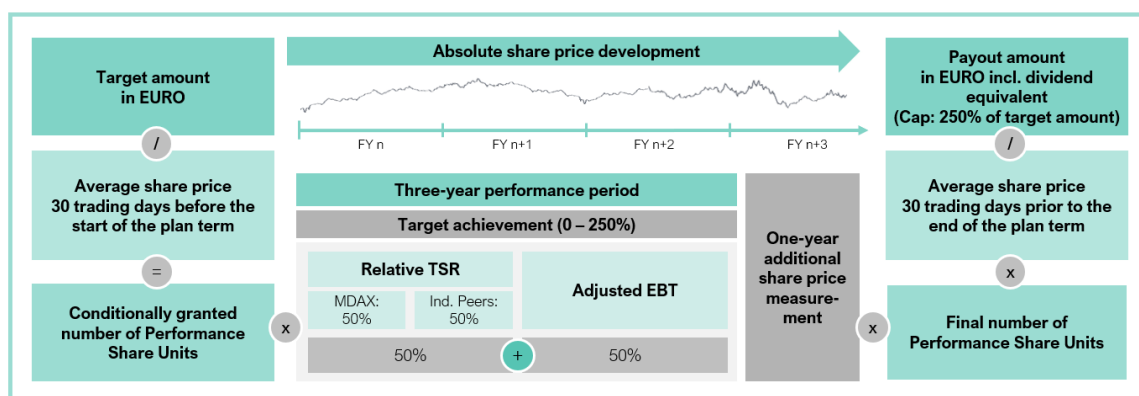 Target amount
in EURO
/
Average share price
30 trading days before the
start of the plan term
=
Conditionally granted
number of Performance
Share Units
x
Absolute share price development
FY n
FY n+1
FY n+2
FY n+3
Three-year performance period
Target achievement (0 – 250%)
Relative TSR
MDAX:
50%
Ind. Peers:
50%
Adjusted EBT
50%
+
50%
One-year
additional
share price
measure-
ment
x
Payout amount
in EURO incl. dividend
equivalent
(Cap: 250% of target amount)
/
Average share price
30 trading days prior to the
end of the plan term
x
Final number of
Performance Share Units